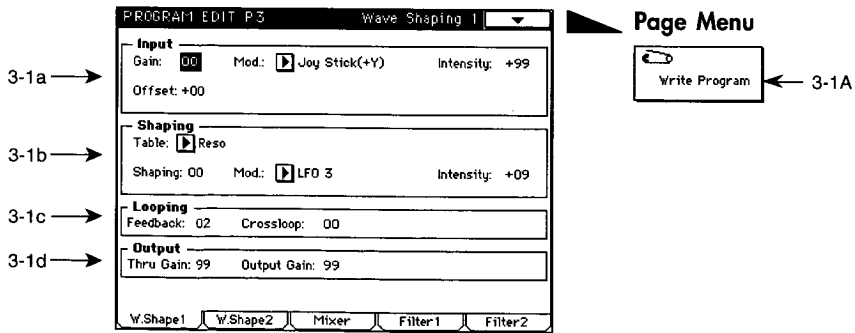 PROGRAM EDIT P3 Wave Shaping 1
Page Menu
Input
Gain: 00 Mod.: Joy Stick(+Y) Intensity: +99
Write Program
3-1A
3-1a
Offset: +00
Shaping
Table: Reso
3-1b
Shaping: 00 Mod.: LFO 3 Intensity: +09
Looping
3-1c
Feedback: 02 Crossloop: 00
Output
3-1d
Thru Gain: 99 Output Gain: 99
W.Shape1 W.Shape2 Mixer Filter1 Filter2